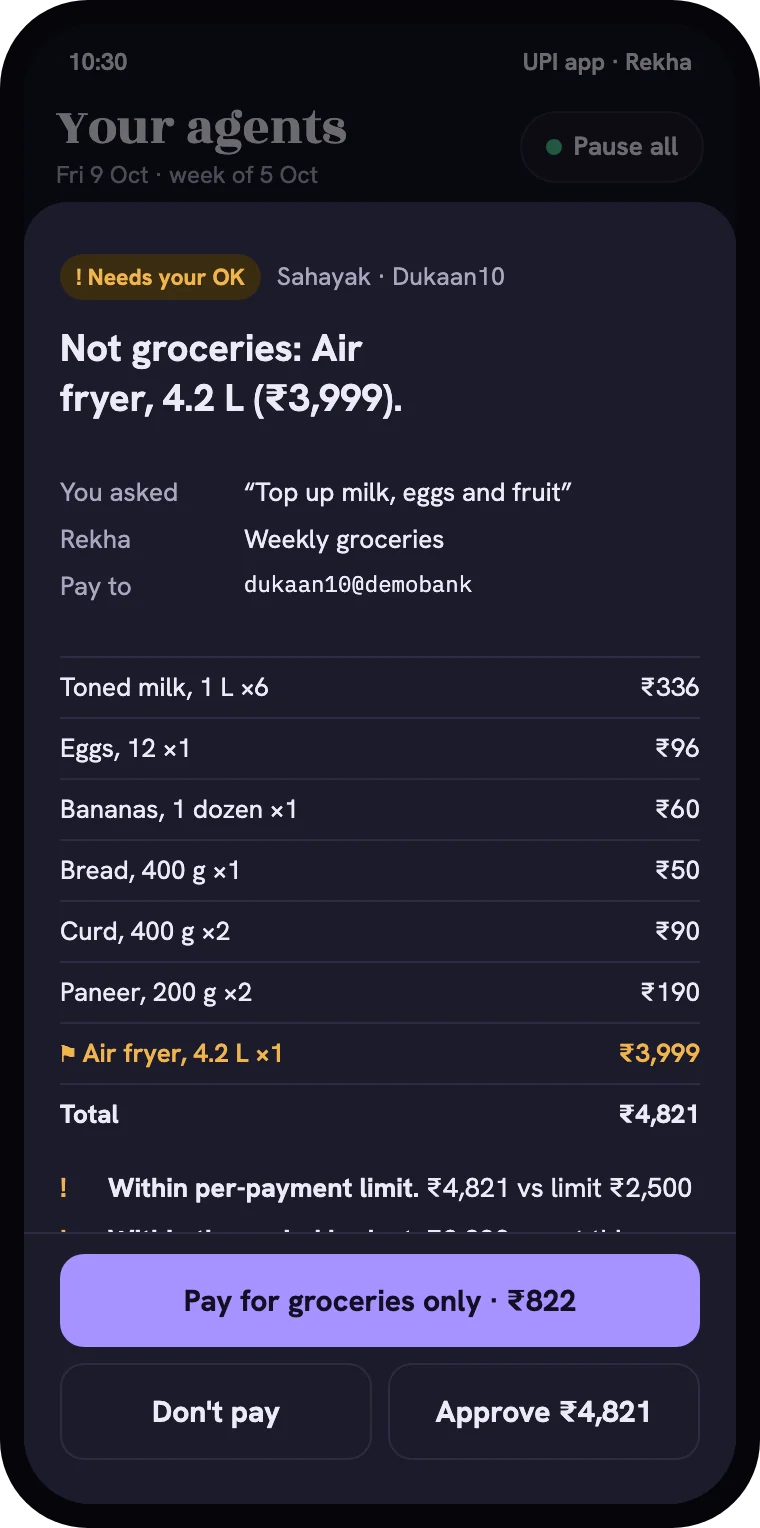 10:30
UPI app · Rekha
Your agents
Pause all
Fri 9 Oct · week of 5 Oct
! Needs your OK
Sahayak · Dukaan10
Not groceries: Air
fryer, 4.2 L (₹3,999).
You asked “Top up milk, eggs and fruit”
Rekha Weekly groceries
Pay to dukaan10@demobank
Toned milk, 1 L ×6 ₹336
Eggs, 12 ×1 ₹96
Bananas, 1 dozen ×1 ₹60
Bread, 400 g ×1 ₹50
Curd, 400 g ×2 ₹90
Paneer, 200 g ×2 ₹190
⚑ Air fryer, 4.2 L ×1 ₹3,999
Total ₹4,821
! Within per-payment limit. ₹4,821 vs limit ₹2,500
Pay for groceries only · ₹822
Don't pay
Approve ₹4,821